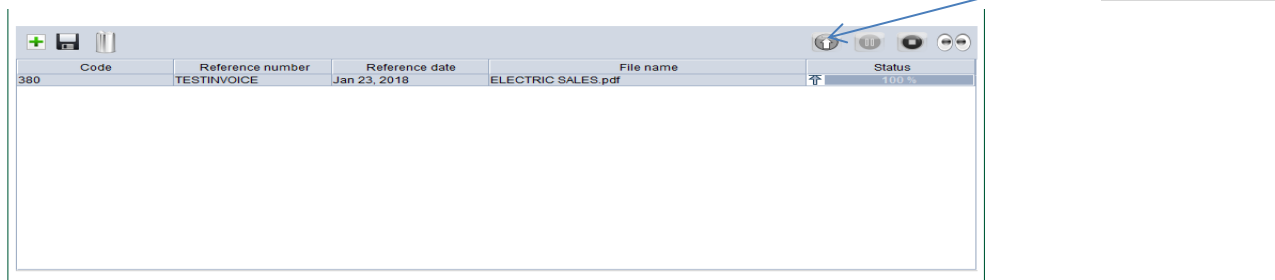 Code Reference number Reference date File name Status
380 TESTINVOICE Jan 23, 2018 ELECTRIC SALES.pdf 100 %